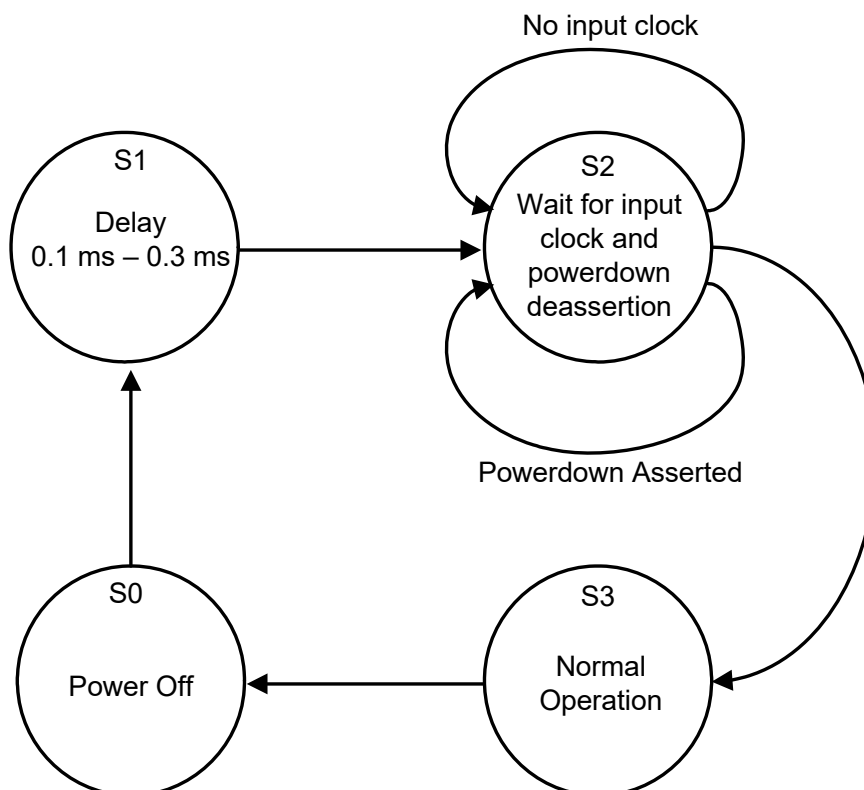 No input clock
S1
Delay
0.1 ms – 0.3 ms
S2
Wait for input
clock and
powerdown
deassertion
Powerdown Asserted
S0
Power Off
S3
Normal
Operation